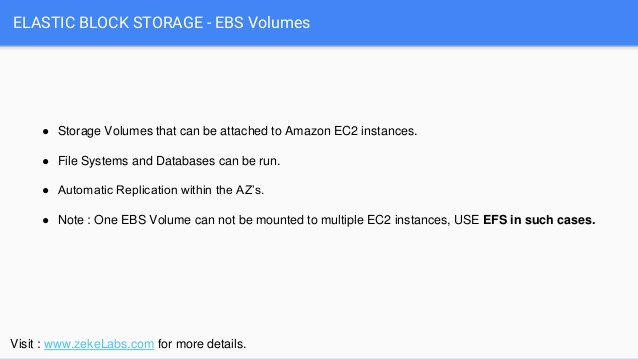 ELASTIC BLOCK STORAGE - EBS Volumes
● Storage Volumes that can be attached to Amazon EC2 instances.
● File Systems and Databases can be run.
● Automatic Replication within the AZ's.
● Note : One EBS Volume can not be mounted to multiple EC2 instances, USE EFS in such cases.
Visit : www.zekeLabs.com for more details.